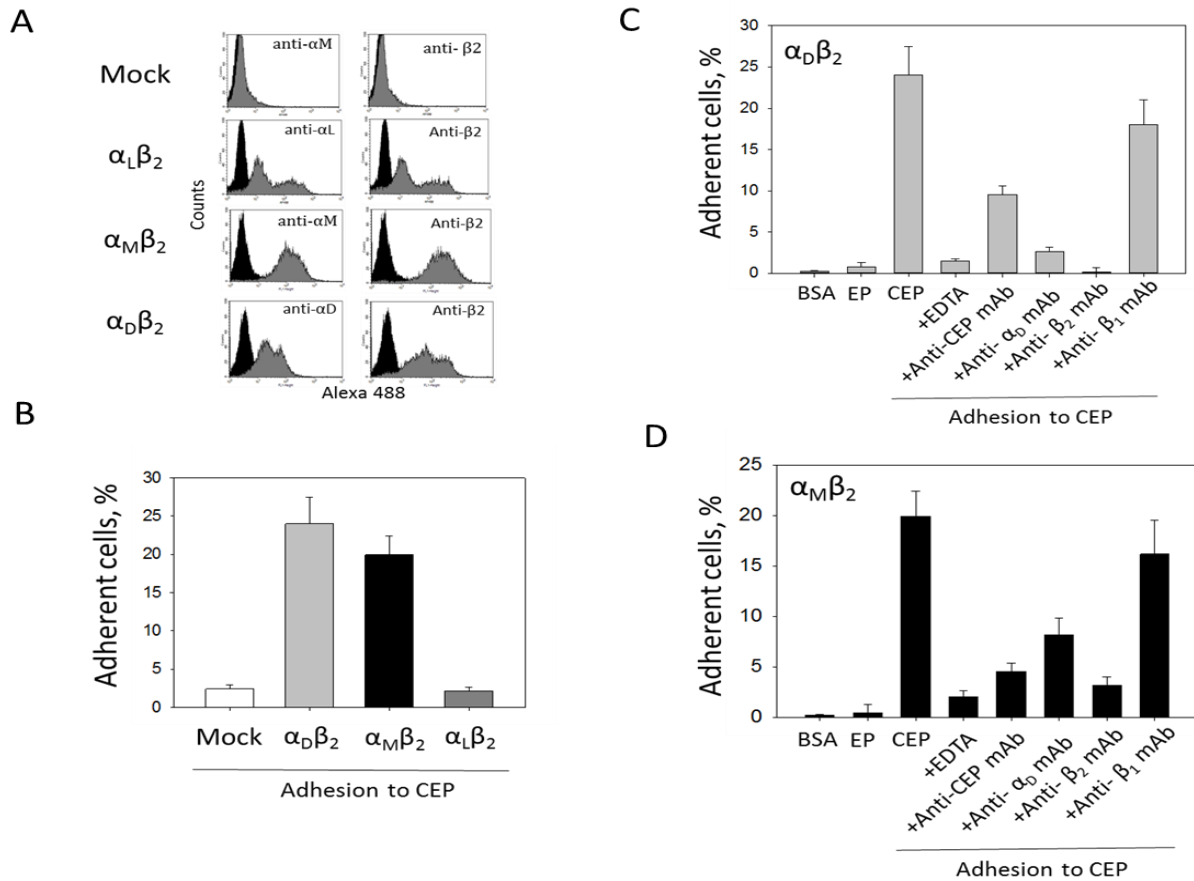 A
Mock
anti-αM
anti- β2
αLβ2
anti-αL
Anti-β2
αMβ2
anti-αM
Anti-β2
αDβ2
anti-αD
Anti-β2
Counts
Alexa 488
B
Adherent cells, %
30
25
20
15
10
5
0
Mock
αDβ2
αMβ2
αLβ2
Adhesion to CEP
C
αDβ2
Adherent cells, %
30
25
20
15
10
5
0
BSA
EP
CEP
+EDTA
+Anti-CEP mAb
+Anti- αD mAb
+Anti- β2 mAb
+Anti- β1 mAb
Adhesion to CEP
D
αMβ2
Adherent cells, %
25
20
15
10
5
0
BSA
EP
CEP
+EDTA
+Anti-CEP mAb
+Anti- αD mAb
+Anti- β2 mAb
+Anti- β1 mAb
Adhesion to CEP